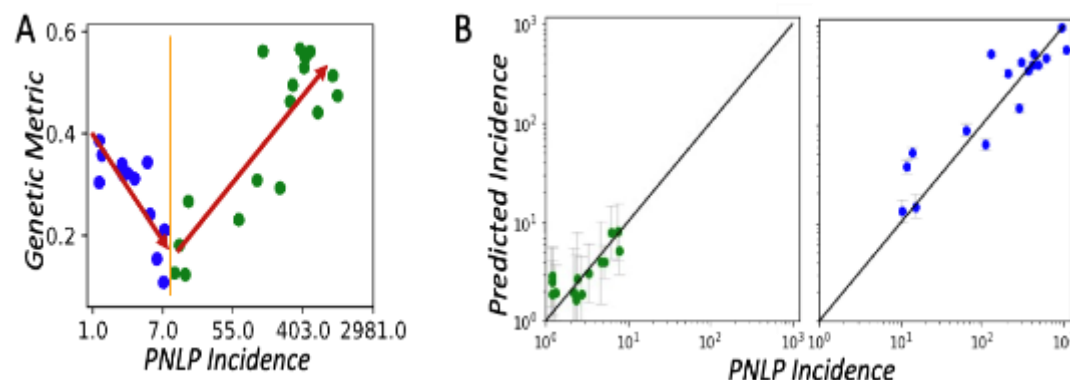 A
B
Genetic Metric
0.6
0.4
0.2
1.0 7.0 55.0 403.0 2981.0
PNLP Incidence
Predicted Incidence
10³
10²
10¹
10⁰
10⁰ 10¹ 10² 10³
10⁰ 10¹ 10² 10
PNLP Incidence